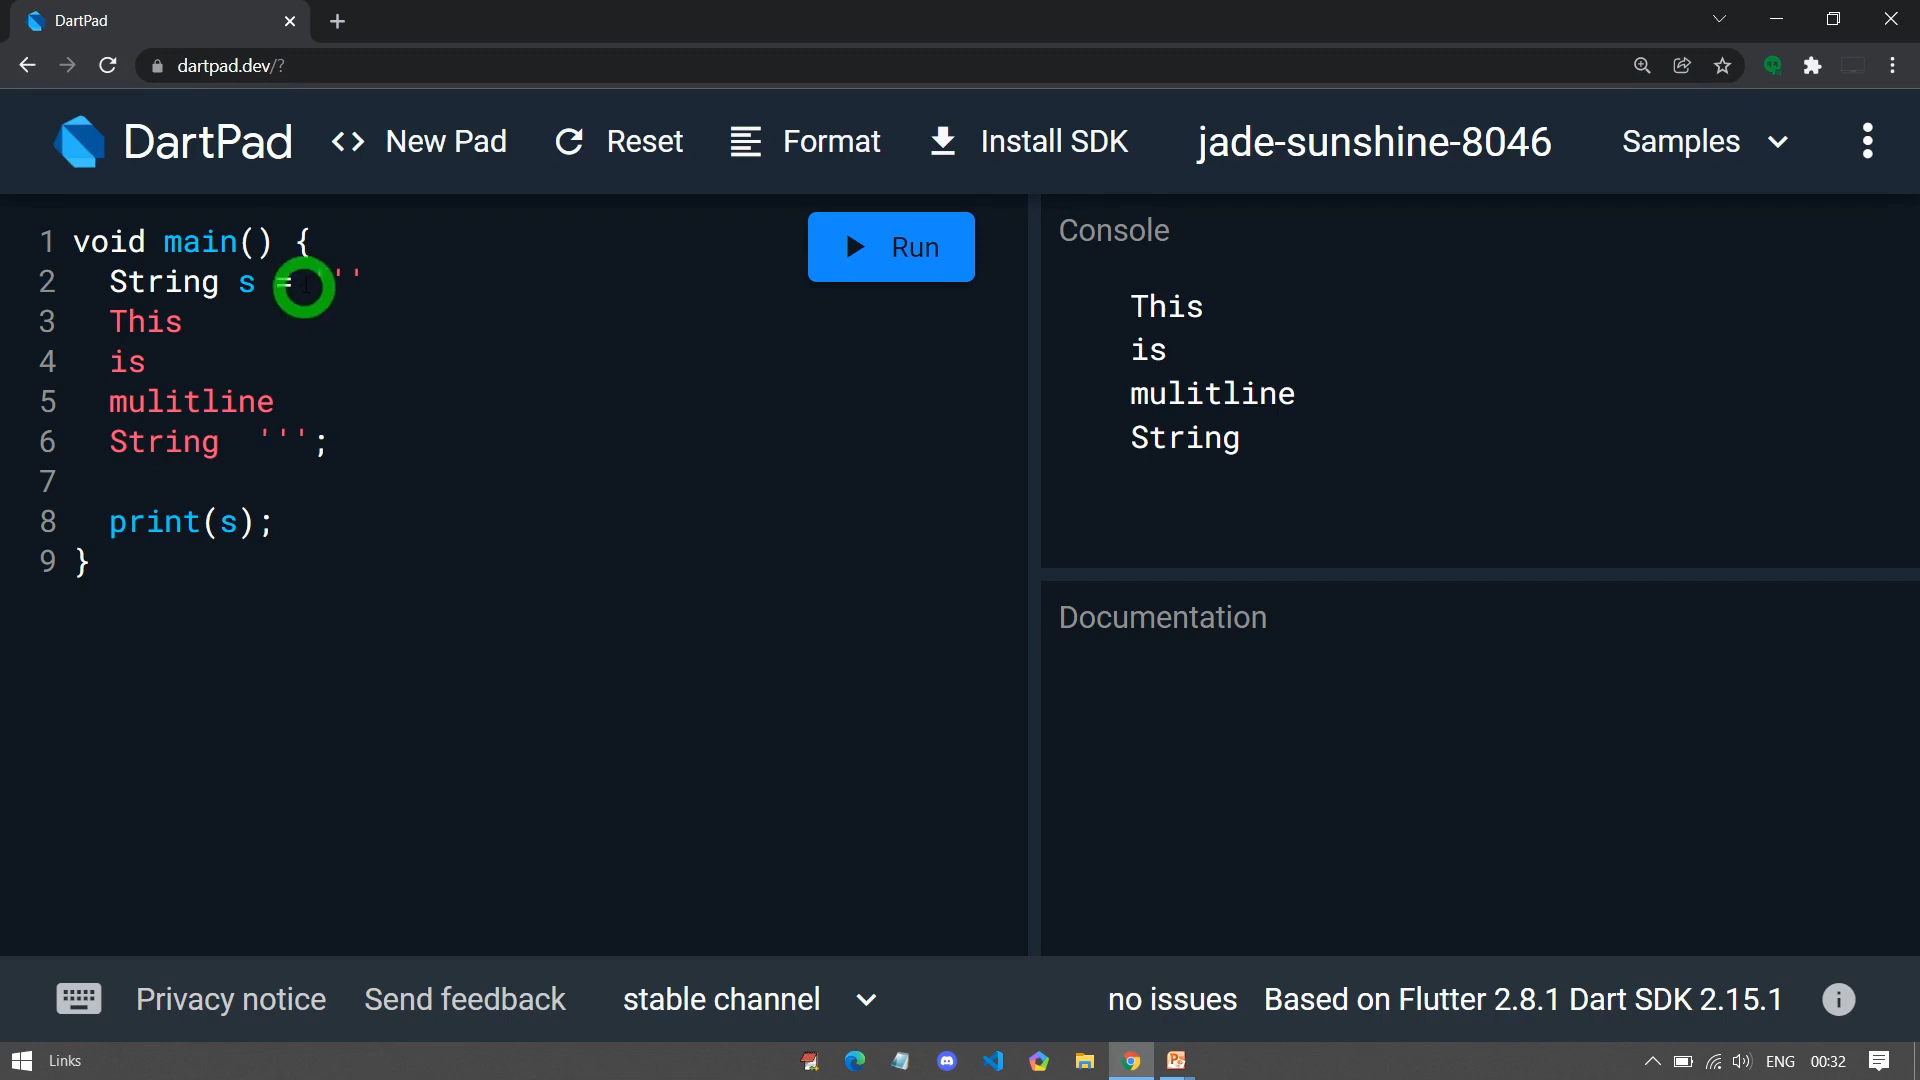 DartPad
dartpad.dev/?
DartPad
<> New Pad
Reset
Format
Install SDK
jade-sunshine-8046
Samples
1 void main() {
2 String s = '''
3 This
4 is
5 mulitline
6 String ''';
7
8 print(s);
9 }
Run
Console
This
is
mulitline
String
Documentation
Privacy notice
Send feedback
stable channel
no issues
Based on Flutter 2.8.1 Dart SDK 2.15.1
Links
ENG
00:32